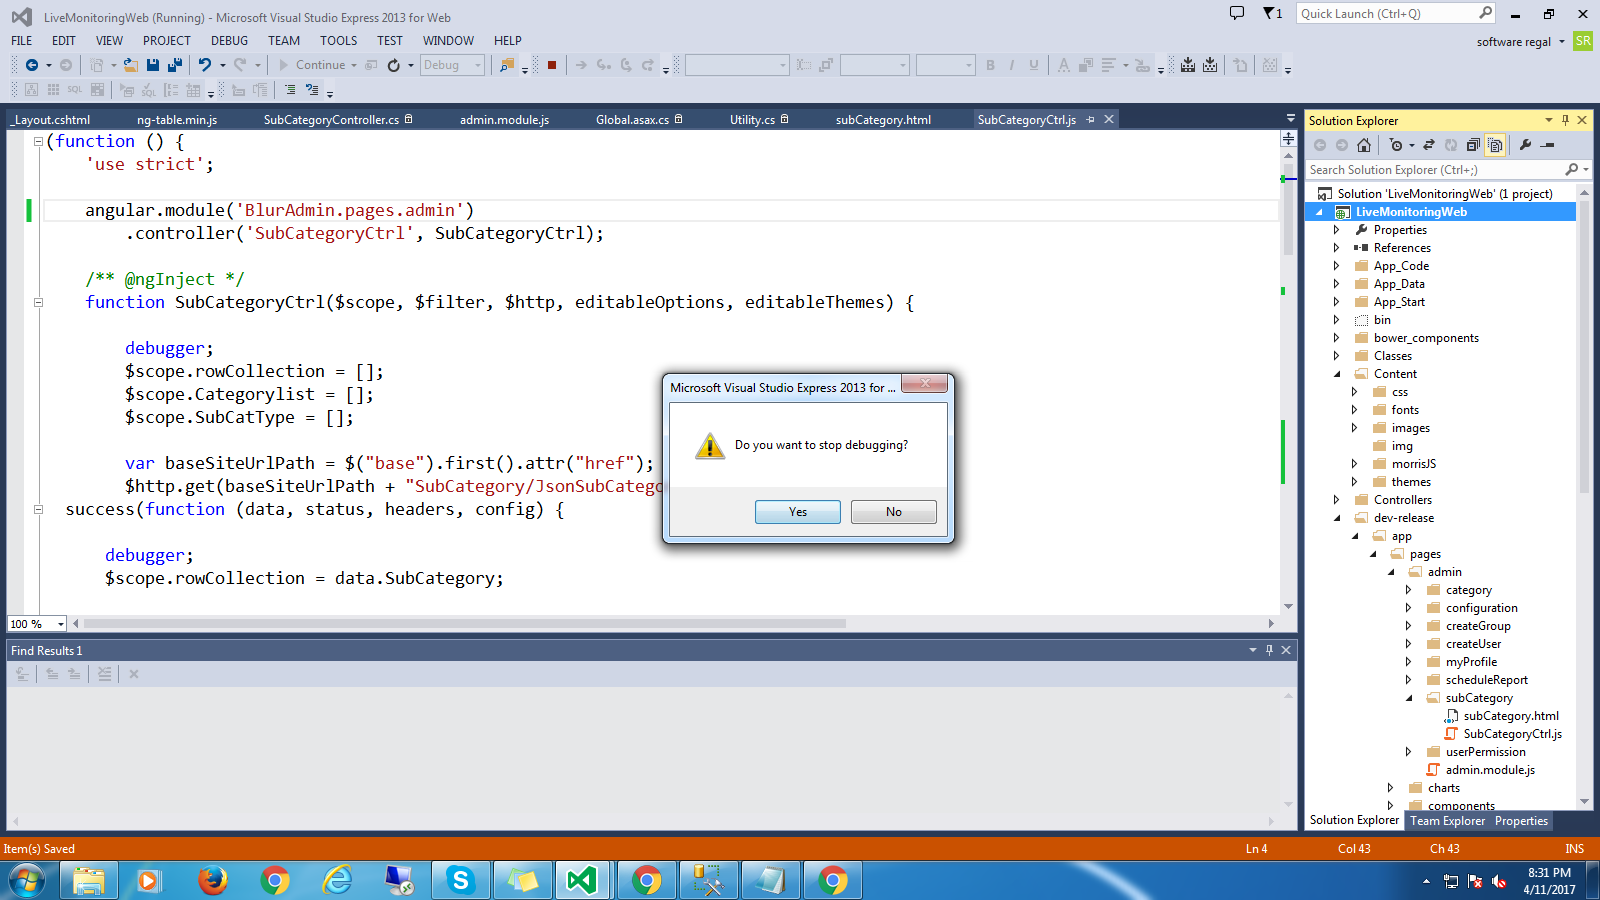 LiveMonitoringWeb (Running) - Microsoft Visual Studio Express 2013 for Web
1
Quick Launch (Ctrl+Q)
FILE EDIT VIEW PROJECT DEBUG TEAM TOOLS TEST WINDOW HELP
software regal
SR
Continue
Debug
B I U A
SQL
SQL
_Layout.cshtml ng-table.min.js SubCategoryController.cs admin.module.js Global.asax.cs Utility.cs subCategory.html SubCategoryCtrl.js
(function () {
'use strict';
angular.module('BlurAdmin.pages.admin')
.controller('SubCategoryCtrl', SubCategoryCtrl);
/** @ngInject */
function SubCategoryCtrl($scope, $filter, $http, editableOptions, editableThemes) {
debugger;
$scope.rowCollection = [];
$scope.Categorylist = [];
$scope.SubCatType = [];
var baseSiteUrlPath = $("base").first().attr("href");
$http.get(baseSiteUrlPath + "SubCategory/JsonSubCatego
success(function (data, status, headers, config) {
debugger;
$scope.rowCollection = data.SubCategory;
100 %
Microsoft Visual Studio Express 2013 for ...
Do you want to stop debugging?
Yes No
Find Results 1
Solution Explorer
Search Solution Explorer (Ctrl+;)
Solution 'LiveMonitoringWeb' (1 project)
LiveMonitoringWeb
Properties
References
App_Code
App_Data
App_Start
bin
bower_components
Classes
Content
css
fonts
images
img
morrisJS
themes
Controllers
dev-release
app
pages
admin
category
configuration
createGroup
createUser
myProfile
scheduleReport
subCategory
subCategory.html
SubCategoryCtrl.js
userPermission
admin.module.js
charts
components
Solution Explorer Team Explorer Properties
Item(s) Saved
Ln 4 Col 43 Ch 43 INS
8:31 PM
4/11/2017